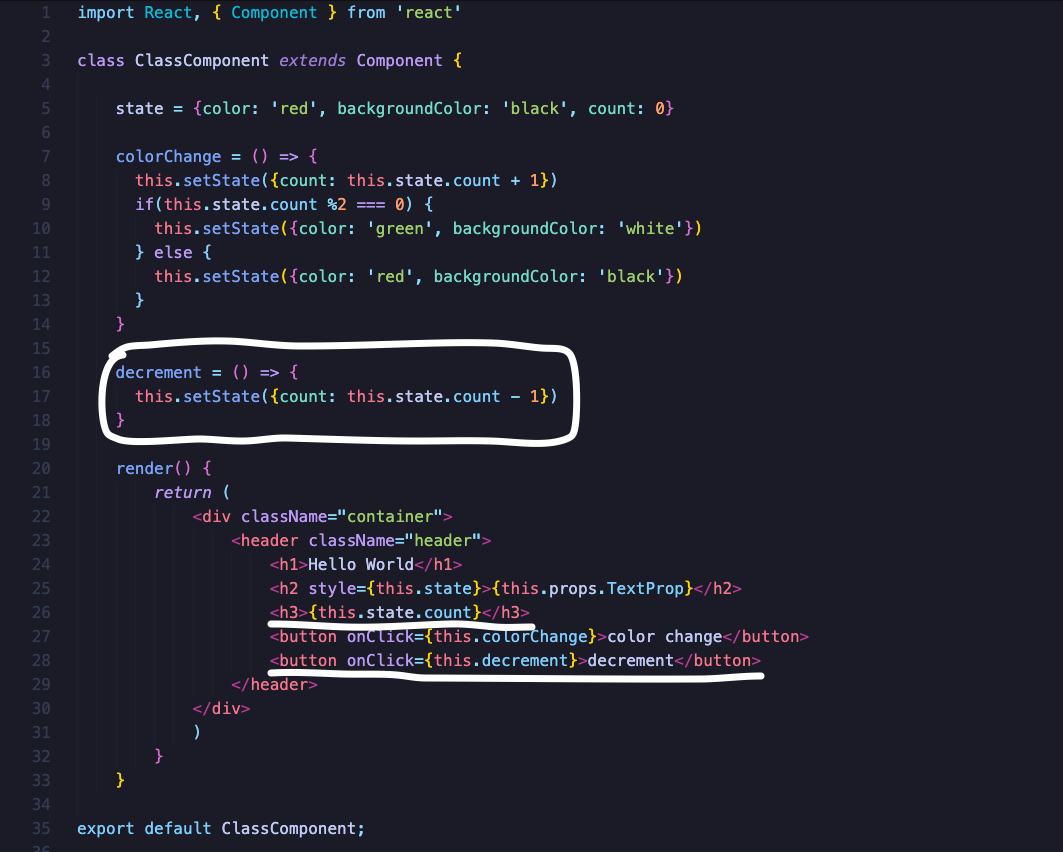 1 import React, { Component } from 'react'
2
3 class ClassComponent extends Component {
4
5 state = {color: 'red', backgroundColor: 'black', count: 0}
6
7 colorChange = () => {
8 this.setState({count: this.state.count + 1})
9 if(this.state.count %2 === 0) {
10 this.setState({color: 'green', backgroundColor: 'white'})
11 } else {
12 this.setState({color: 'red', backgroundColor: 'black'})
13 }
14 }
15
16 decrement = () => {
17 this.setState({count: this.state.count - 1})
18 }
19
20 render() {
21 return (
22 <div className="container">
23 <header className="header">
24 <h1>Hello World</h1>
25 <h2 style={this.state}>{this.props.TextProp}</h2>
26 <h3>{this.state.count}</h3>
27 <button onClick={this.colorChange}>color change</button>
28 <button onClick={this.decrement}>decrement</button>
29 </header>
30 </div>
31 )
32 }
33 }
34
35 export default ClassComponent;
36